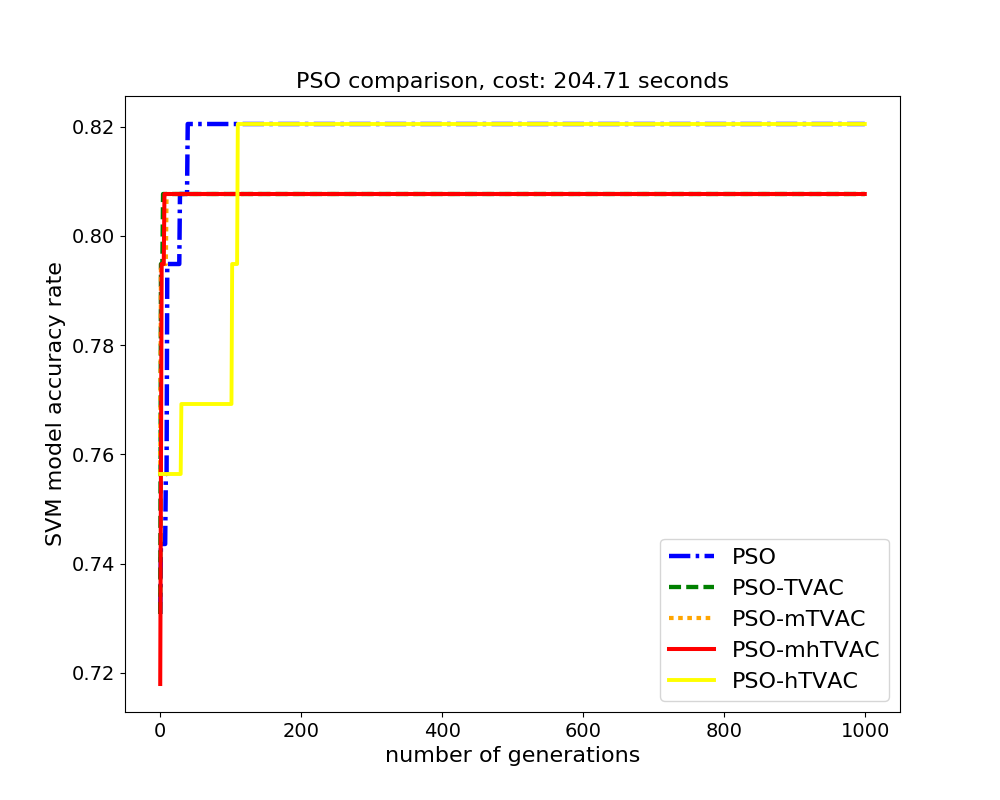 PSO comparison, cost: 204.71 seconds
SVM model accuracy rate
0.82
0.80
0.78
0.76
0.74
0.72
PSO
PSO-TVAC
PSO-mTVAC
PSO-mhTVAC
PSO-hTVAC
0 200 400 600 800 1000
number of generations